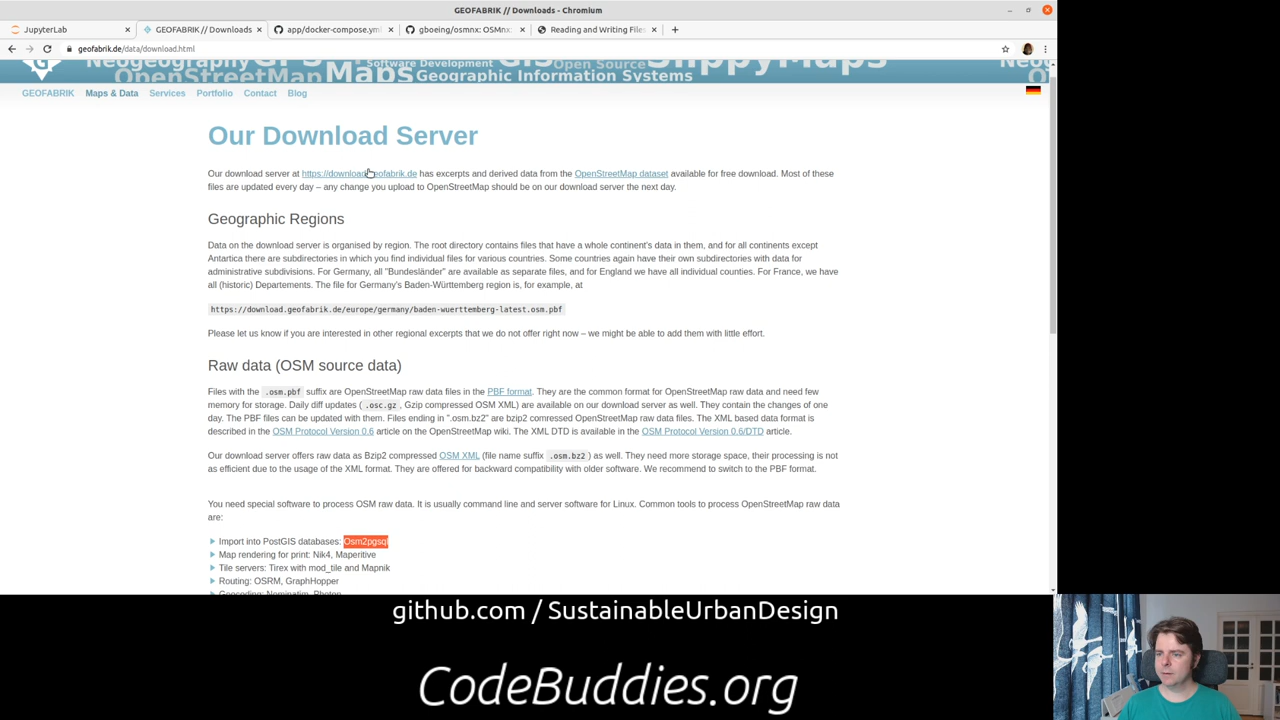 GEOFABRIK // Downloads - Chromium
JupyterLab
GEOFABRIK // Downloads
app/docker-compose.yml
gboeing/osmnx: OSMnx:
Reading and Writing Files
geofabrik.de/data/download.html
Neogeography
Software Development
Open Source
SlippyMaps
OpenStreetMap Maps Geographic Information Systems
GEOFABRIK Maps & Data Services Portfolio Contact Blog
Our Download Server
Our download server at https://download.geofabrik.de has excerpts and derived data from the OpenStreetMap dataset available for free download. Most of these
files are updated every day – any change you upload to OpenStreetMap should be on our download server the next day.
Geographic Regions
Data on the download server is organised by region. The root directory contains files that have a whole continent's data in them, and for all continents except
Antartica there are subdirectories in which you find individual files for various countries. Some countries again have their own subdirectories with data for
administrative subdivisions. For Germany, all "Bundesländer" are available as separate files, and for England we have all individual counties. For France, we have
all (historic) Departements. The file for Germany's Baden-Württemberg region is, for example, at
https://download.geofabrik.de/europe/germany/baden-wuerttemberg-latest.osm.pbf
Please let us know if you are interested in other regional excerpts that we do not offer right now – we might be able to add them with little effort.
Raw data (OSM source data)
Files with the .osm.pbf suffix are OpenStreetMap raw data files in the PBF format. They are the common format for OpenStreetMap raw data and need few
memory for storage. Daily diff updates ( .osc.gz , Gzip compressed OSM XML) are available on our download server as well. They contain the changes of one
day. The PBF files can be updated with them. Files ending in ".osm.bz2" are bzip2 comressed OpenStreetMap raw data files. The XML based data format is
described in the OSM Protocol Version 0.6 article on the OpenStreetMap wiki. The XML DTD is available in the OSM Protocol Version 0.6/DTD article.
Our download server offers raw data as Bzip2 compressed OSM XML (file name suffix .osm.bz2 ) as well. They need more storage space, their processing is not
as efficient due to the usage of the XML format. They are offered for backward compatibility with older software. We recommend to switch to the PBF format.
You need special software to process OSM raw data. It is usually command line and server software for Linux. Common tools to process OpenStreetMap raw data
are:
Import into PostGIS databases: Osm2pgsql
Map rendering for print: Nik4, Maperitive
Tile servers: Tirex with mod_tile and Mapnik
Routing: OSRM, GraphHopper
Geocoding: Nominatim, Photon
github.com / SustainableUrbanDesign
CodeBuddies.org